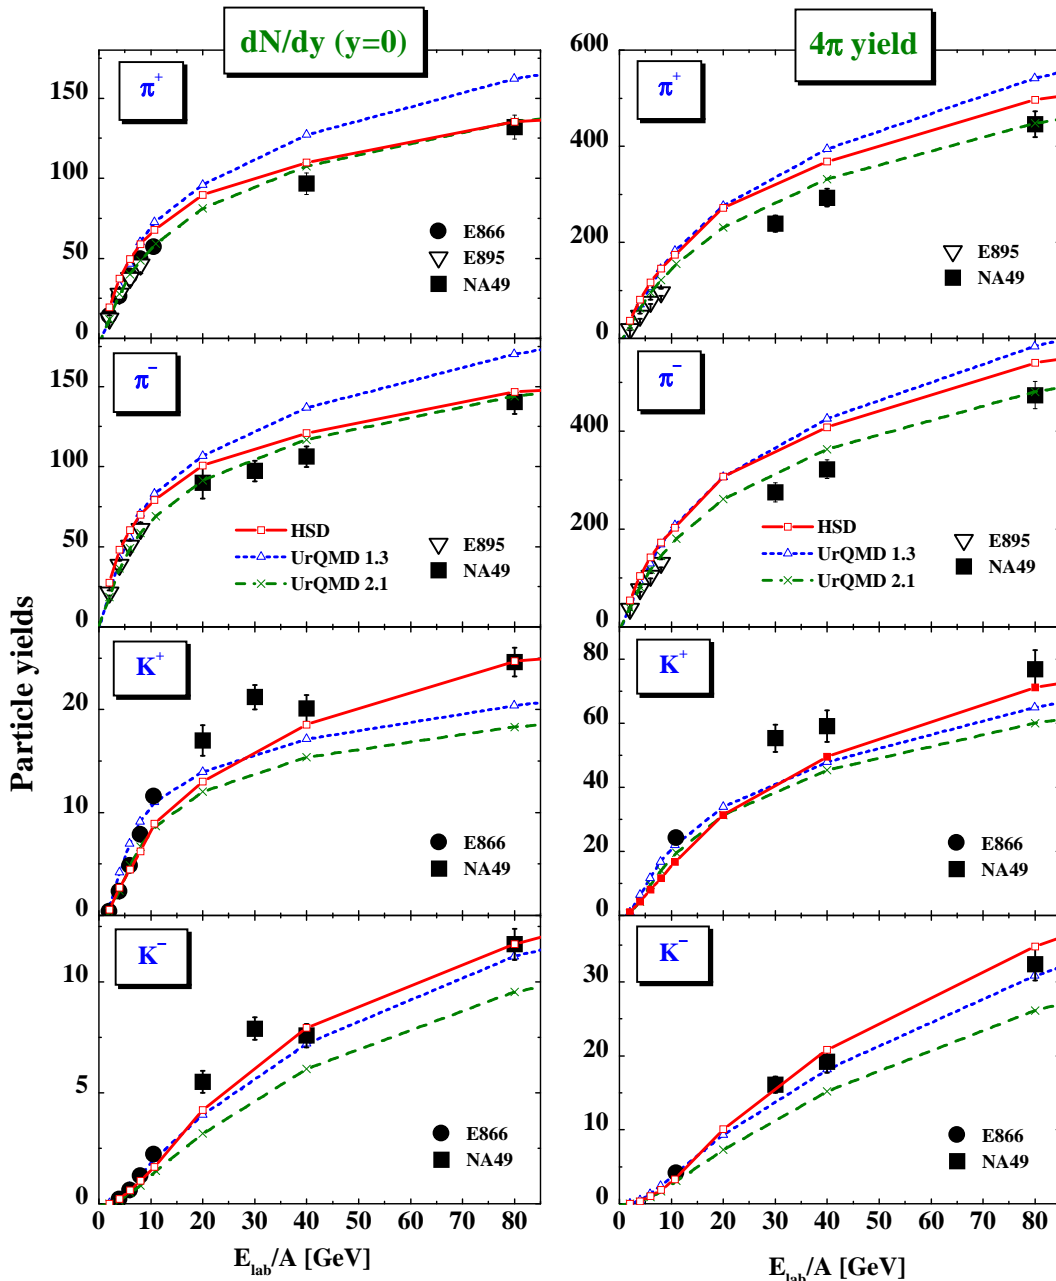 dN/dy (y=0)
4π yield
Particle yields
π⁺
150
100
50
0
E866
E895
NA49
π⁺
600
400
200
0
E895
NA49
π⁻
150
100
50
0
HSD
UrQMD 1.3
UrQMD 2.1
E895
NA49
π⁻
400
200
0
HSD
UrQMD 1.3
UrQMD 2.1
E895
NA49
K⁺
20
10
0
E866
NA49
K⁺
80
60
40
20
0
E866
NA49
K⁻
10
5
0
E866
NA49
0 10 20 30 40 50 60 70 80
E_lab/A [GeV]
K⁻
30
20
10
0
E866
NA49
0 10 20 30 40 50 60 70 80
E_lab/A [GeV]